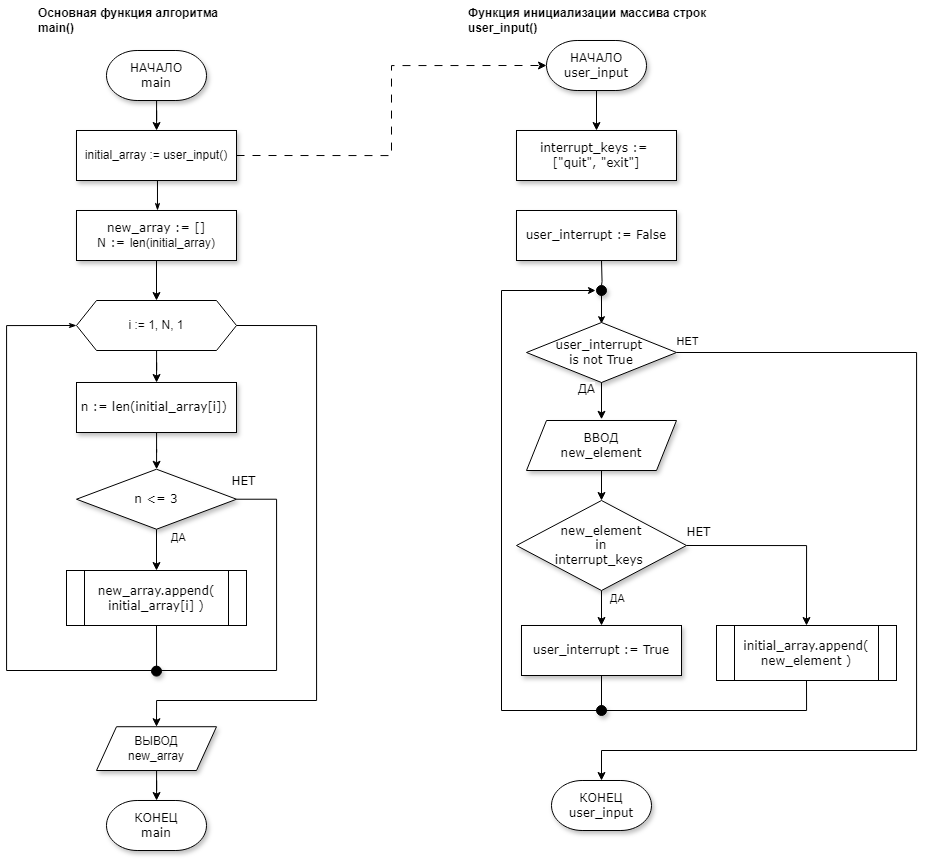 Основная функция алгоритма
main()
НАЧАЛО
main
initial_array := user_input()
new_array := []
N := len(initial_array)
i := 1, N, 1
n := len(initial_array[i])
n <= 3
НЕТ
ДА
new_array.append(
initial_array[i] )
ВЫВОД
new_array
КОНЕЦ
main
Функция инициализации массива строк
user_input()
НАЧАЛО
user_input
interrupt_keys :=
["quit", "exit"]
user_interrupt := False
user_interrupt
is not True
НЕТ
ДА
ВВОД
new_element
new_element
in
interrupt_keys
НЕТ
ДА
user_interrupt := True
initial_array.append(
new_element )
КОНЕЦ
user_input